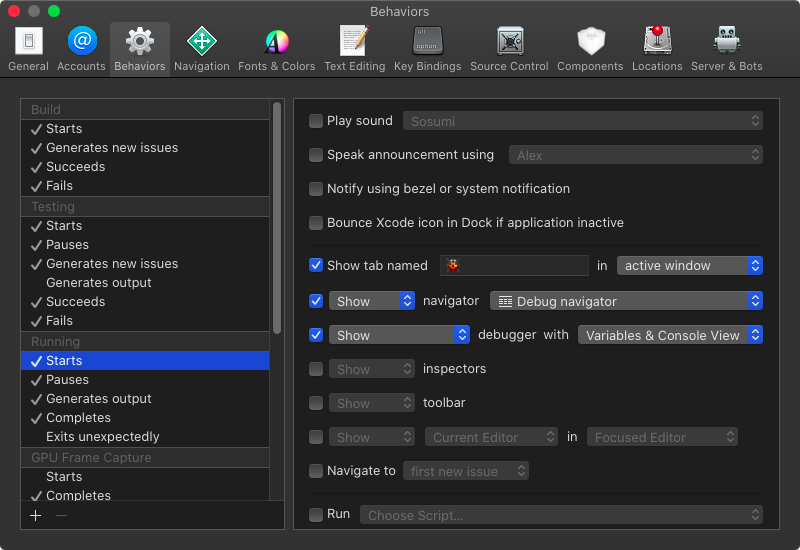 Behaviors
alt
option
General Accounts Behaviors Navigation Fonts & Colors Text Editing Key Bindings Source Control Components Locations Server & Bots
Build
Starts
Generates new issues
Succeeds
Fails
Testing
Starts
Pauses
Generates new issues
Generates output
Succeeds
Fails
Running
Starts
Pauses
Generates output
Completes
Exits unexpectedly
GPU Frame Capture
Starts
Completes
Play sound Sosumi
Speak announcement using Alex
Notify using bezel or system notification
Bounce Xcode icon in Dock if application inactive
Show tab named in active window
Show navigator Debug navigator
Show debugger with Variables & Console View
Show inspectors
Show toolbar
Show Current Editor in Focused Editor
Navigate to first new issue
Run Choose Script...